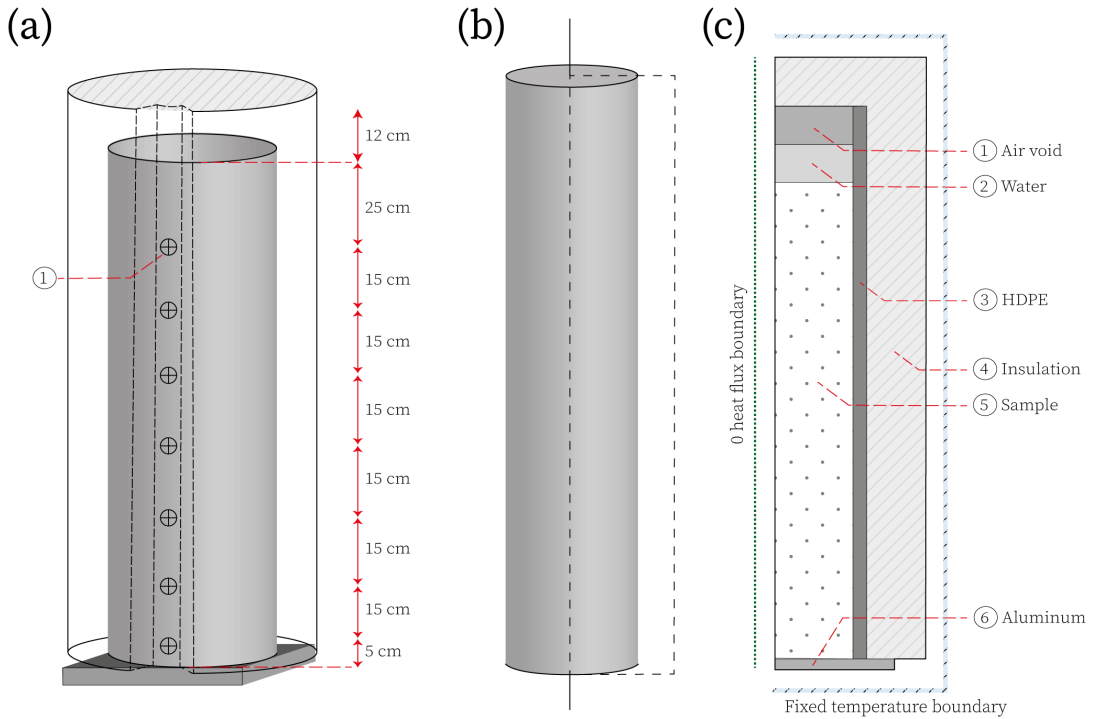 (a)
12 cm
25 cm
1
15 cm
15 cm
15 cm
15 cm
15 cm
15 cm
5 cm
(b)
(c)
0 heat flux boundary
1 Air void
2 Water
3 HDPE
4 Insulation
5 Sample
6 Aluminum
Fixed temperature boundary